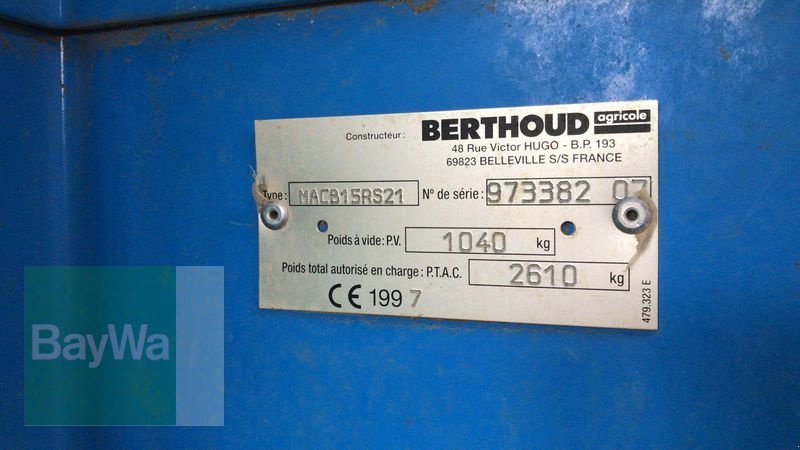 Constructeur: BERTHOUD agricole
48 Rue Victor HUGO - B.P. 193
69823 BELLEVILLE S/S FRANCE
Type: MACB15RS21 N° de série: 973382 07
Poids à vide: P.V. 1040 kg
Poids total autorisé en charge: P.T.A.C. 2610 kg
CE 1997
479.323 E
BayWa